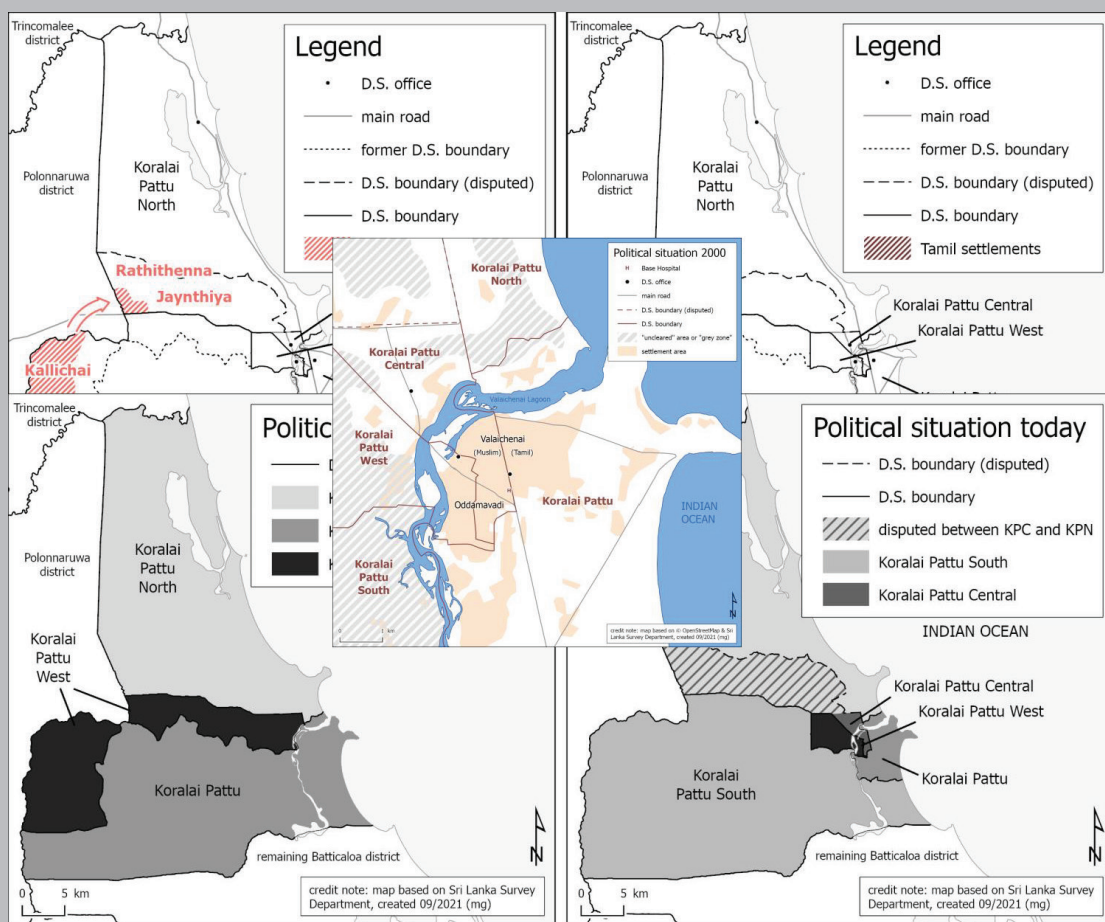 Trincomalee
district
Legend
D.S. office
main road
former D.S. boundary
D.S. boundary (disputed)
D.S. boundary
Polonnaruwa
district
Koralai
Pattu
North
Rathithenna
Jaynthiya
Kallichai
Trincomalee
district
Legend
D.S. office
main road
former D.S. boundary
D.S. boundary (disputed)
D.S. boundary
Tamil settlements
Polonnaruwa
district
Koralai
Pattu
North
Koralai Pattu Central
Koralai Pattu West
Political situation 2000
H Base Hospital
D.S. office
main road
D.S. boundary (disputed)
D.S. boundary
"uncleared" area or "grey zone"
settlement area
Koralai Pattu
North
Koralai Pattu
Central
Valaichenai Lagoon
Koralai
Pattu
West
Valaichenai
(Muslim) (Tamil)
H
Oddamavadi
Koralai Pattu
INDIAN
OCEAN
Koralai
Pattu
South
N
0 1 km
credit note: map based on © OpenStreetMap & Sri
Lanka Survey Department, created 09/2021 (mg)
Trincomalee
district
Politic
Polonnaruwa
district
Koralai
Pattu
North
Koralai
Pattu
West
Koralai Pattu
N
0 5 km
remaining Batticaloa district
credit note: map based on Sri Lanka Survey
Department, created 09/2021 (mg)
Political situation today
D.S. boundary (disputed)
D.S. boundary
disputed between KPC and KPN
Koralai Pattu South
Koralai Pattu Central
INDIAN OCEAN
Koralai Pattu Central
Koralai Pattu West
Koralai Pattu
Koralai
Pattu South
N
0 5 km
remaining Batticaloa district
credit note: map based on Sri Lanka Survey
Department, created 09/2021 (mg)